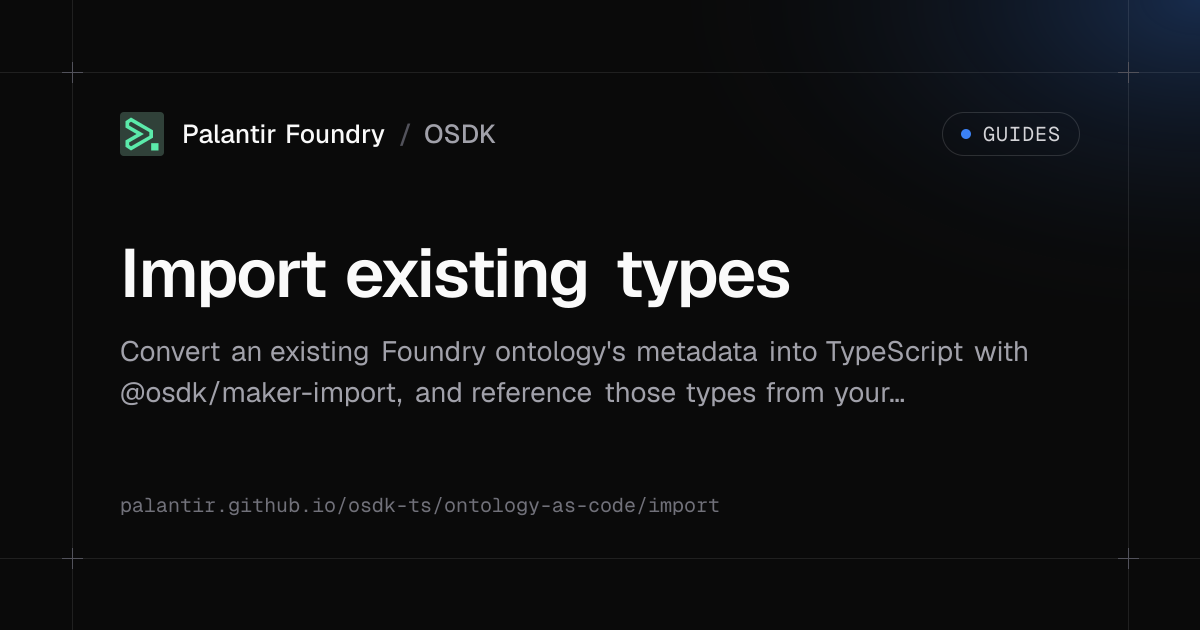 Palantir Foundry / OSDK
GUIDES
Import existing types
Convert an existing Foundry ontology's metadata into TypeScript with
@osdk/maker-import, and reference those types from your...
palantir.github.io/osdk-ts/ontology-as-code/import